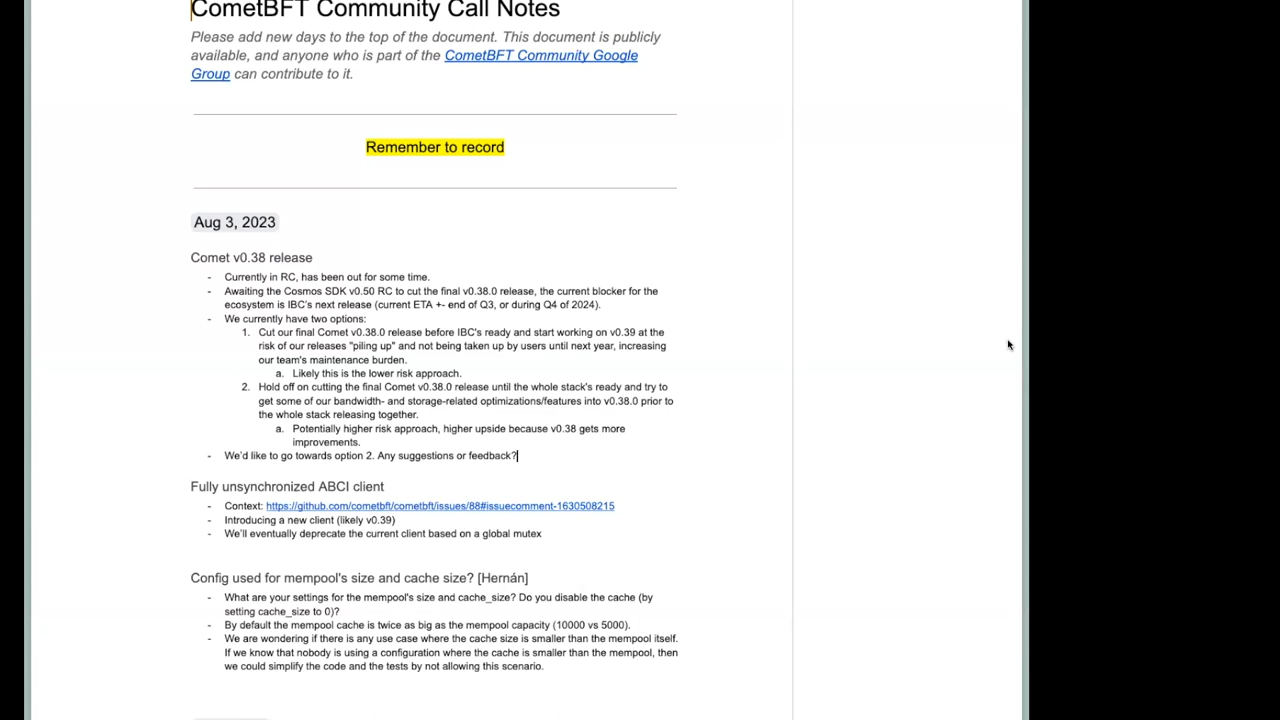 CometBFT Community Call Notes
Please add new days to the top of the document. This document is publicly
available, and anyone who is part of the CometBFT Community Google
Group can contribute to it.
Remember to record
Aug 3, 2023
Comet v0.38 release
- Currently in RC, has been out for some time.
- Awaiting the Cosmos SDK v0.50 RC to cut the final v0.38.0 release, the current blocker for the
ecosystem is IBC's next release (current ETA +- end of Q3, or during Q4 of 2024).
- We currently have two options:
1. Cut our final Comet v0.38.0 release before IBC's ready and start working on v0.39 at the
risk of our releases "piling up" and not being taken up by users until next year, increasing
our team's maintenance burden.
a. Likely this is the lower risk approach.
2. Hold off on cutting the final Comet v0.38.0 release until the whole stack's ready and try to
get some of our bandwidth- and storage-related optimizations/features into v0.38.0 prior to
the whole stack releasing together.
a. Potentially higher risk approach, higher upside because v0.38 gets more
improvements.
- We'd like to go towards option 2. Any suggestions or feedback?
Fully unsynchronized ABCI client
- Context: https://github.com/cometbft/cometbft/issues/88#issuecomment-1630508215
- Introducing a new client (likely v0.39)
- We'll eventually deprecate the current client based on a global mutex
Config used for mempool's size and cache size? [Hernán]
- What are your settings for the mempool's size and cache_size? Do you disable the cache (by
setting cache_size to 0)?
- By default the mempool cache is twice as big as the mempool capacity (10000 vs 5000).
- We are wondering if there is any use case where the cache size is smaller than the mempool itself.
If we know that nobody is using a configuration where the cache is smaller than the mempool, then
we could simplify the code and the tests by not allowing this scenario.